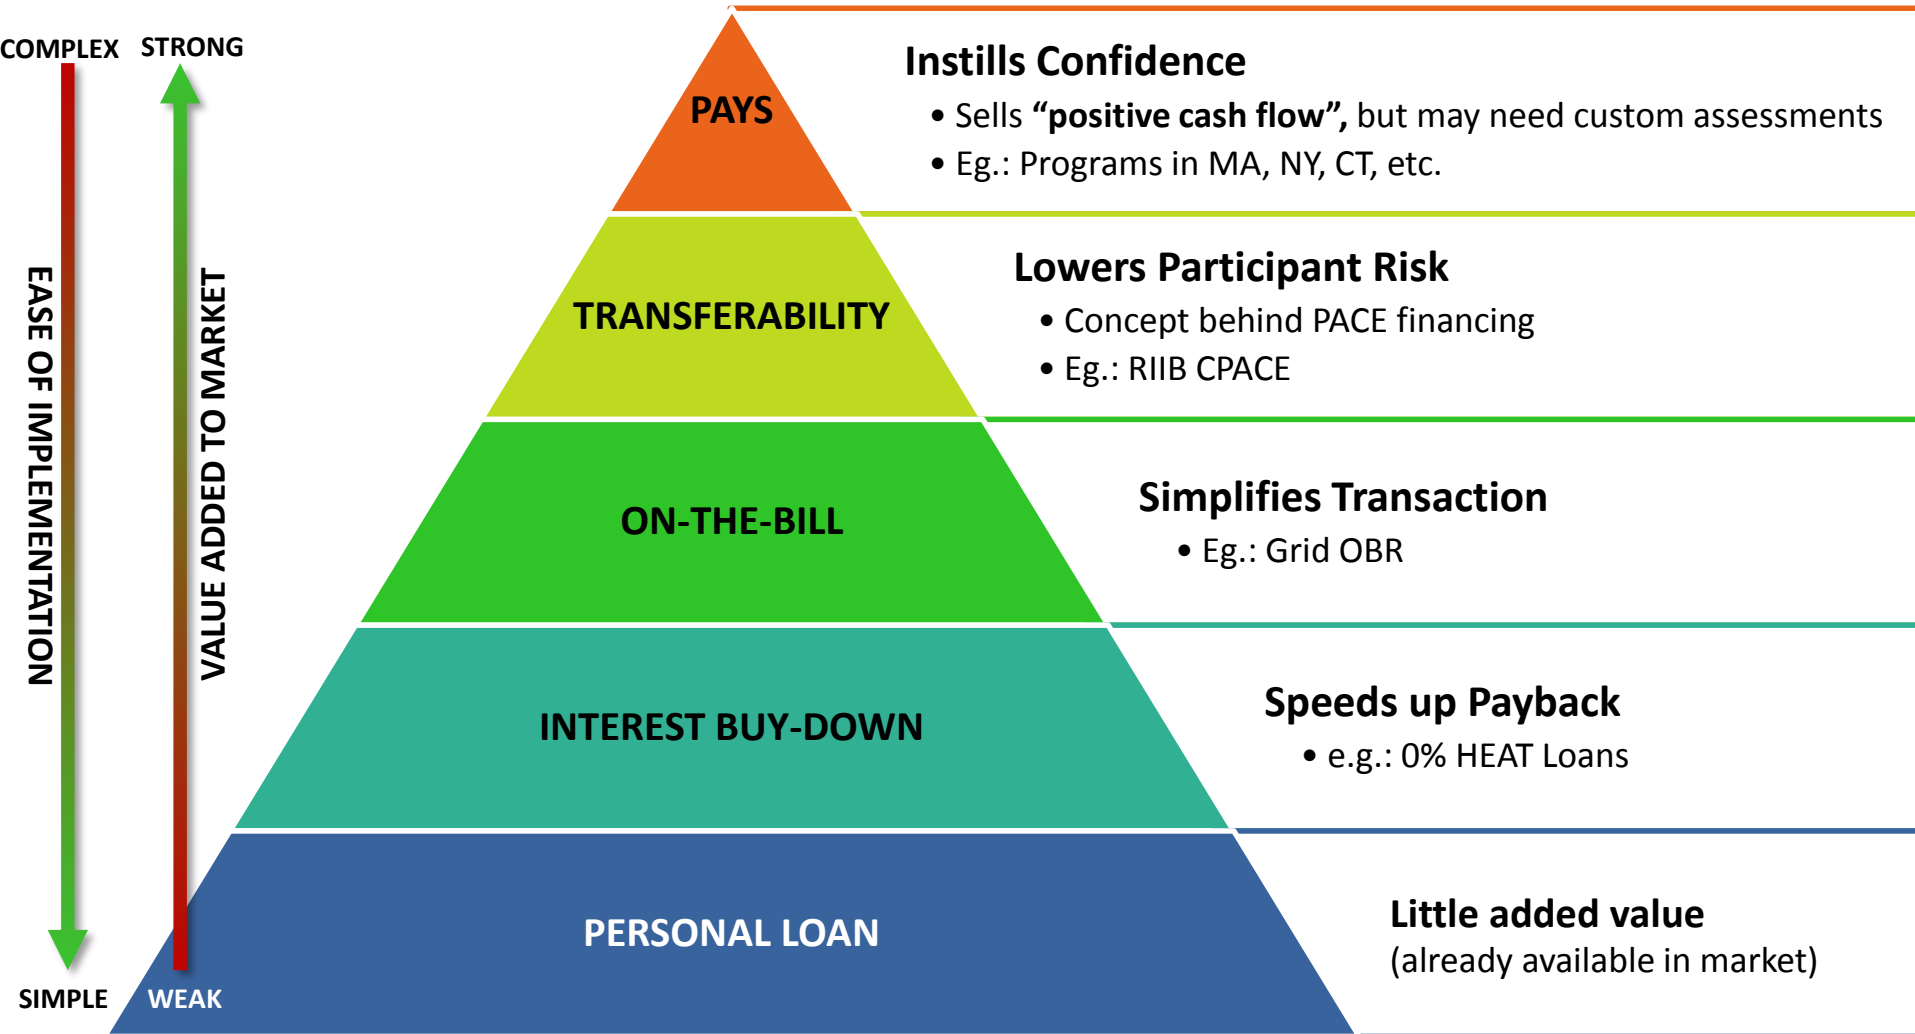 COMPLEX
STRONG
EASE OF IMPLEMENTATION
VALUE ADDED TO MARKET
SIMPLE
WEAK
PAYS
Instills Confidence
• Sells “positive cash flow”, but may need custom assessments
• Eg.: Programs in MA, NY, CT, etc.
TRANSFERABILITY
Lowers Participant Risk
• Concept behind PACE financing
• Eg.: RIIB CPACE
ON-THE-BILL
Simplifies Transaction
• Eg.: Grid OBR
INTEREST BUY-DOWN
Speeds up Payback
• e.g.: 0% HEAT Loans
PERSONAL LOAN
Little added value
(already available in market)